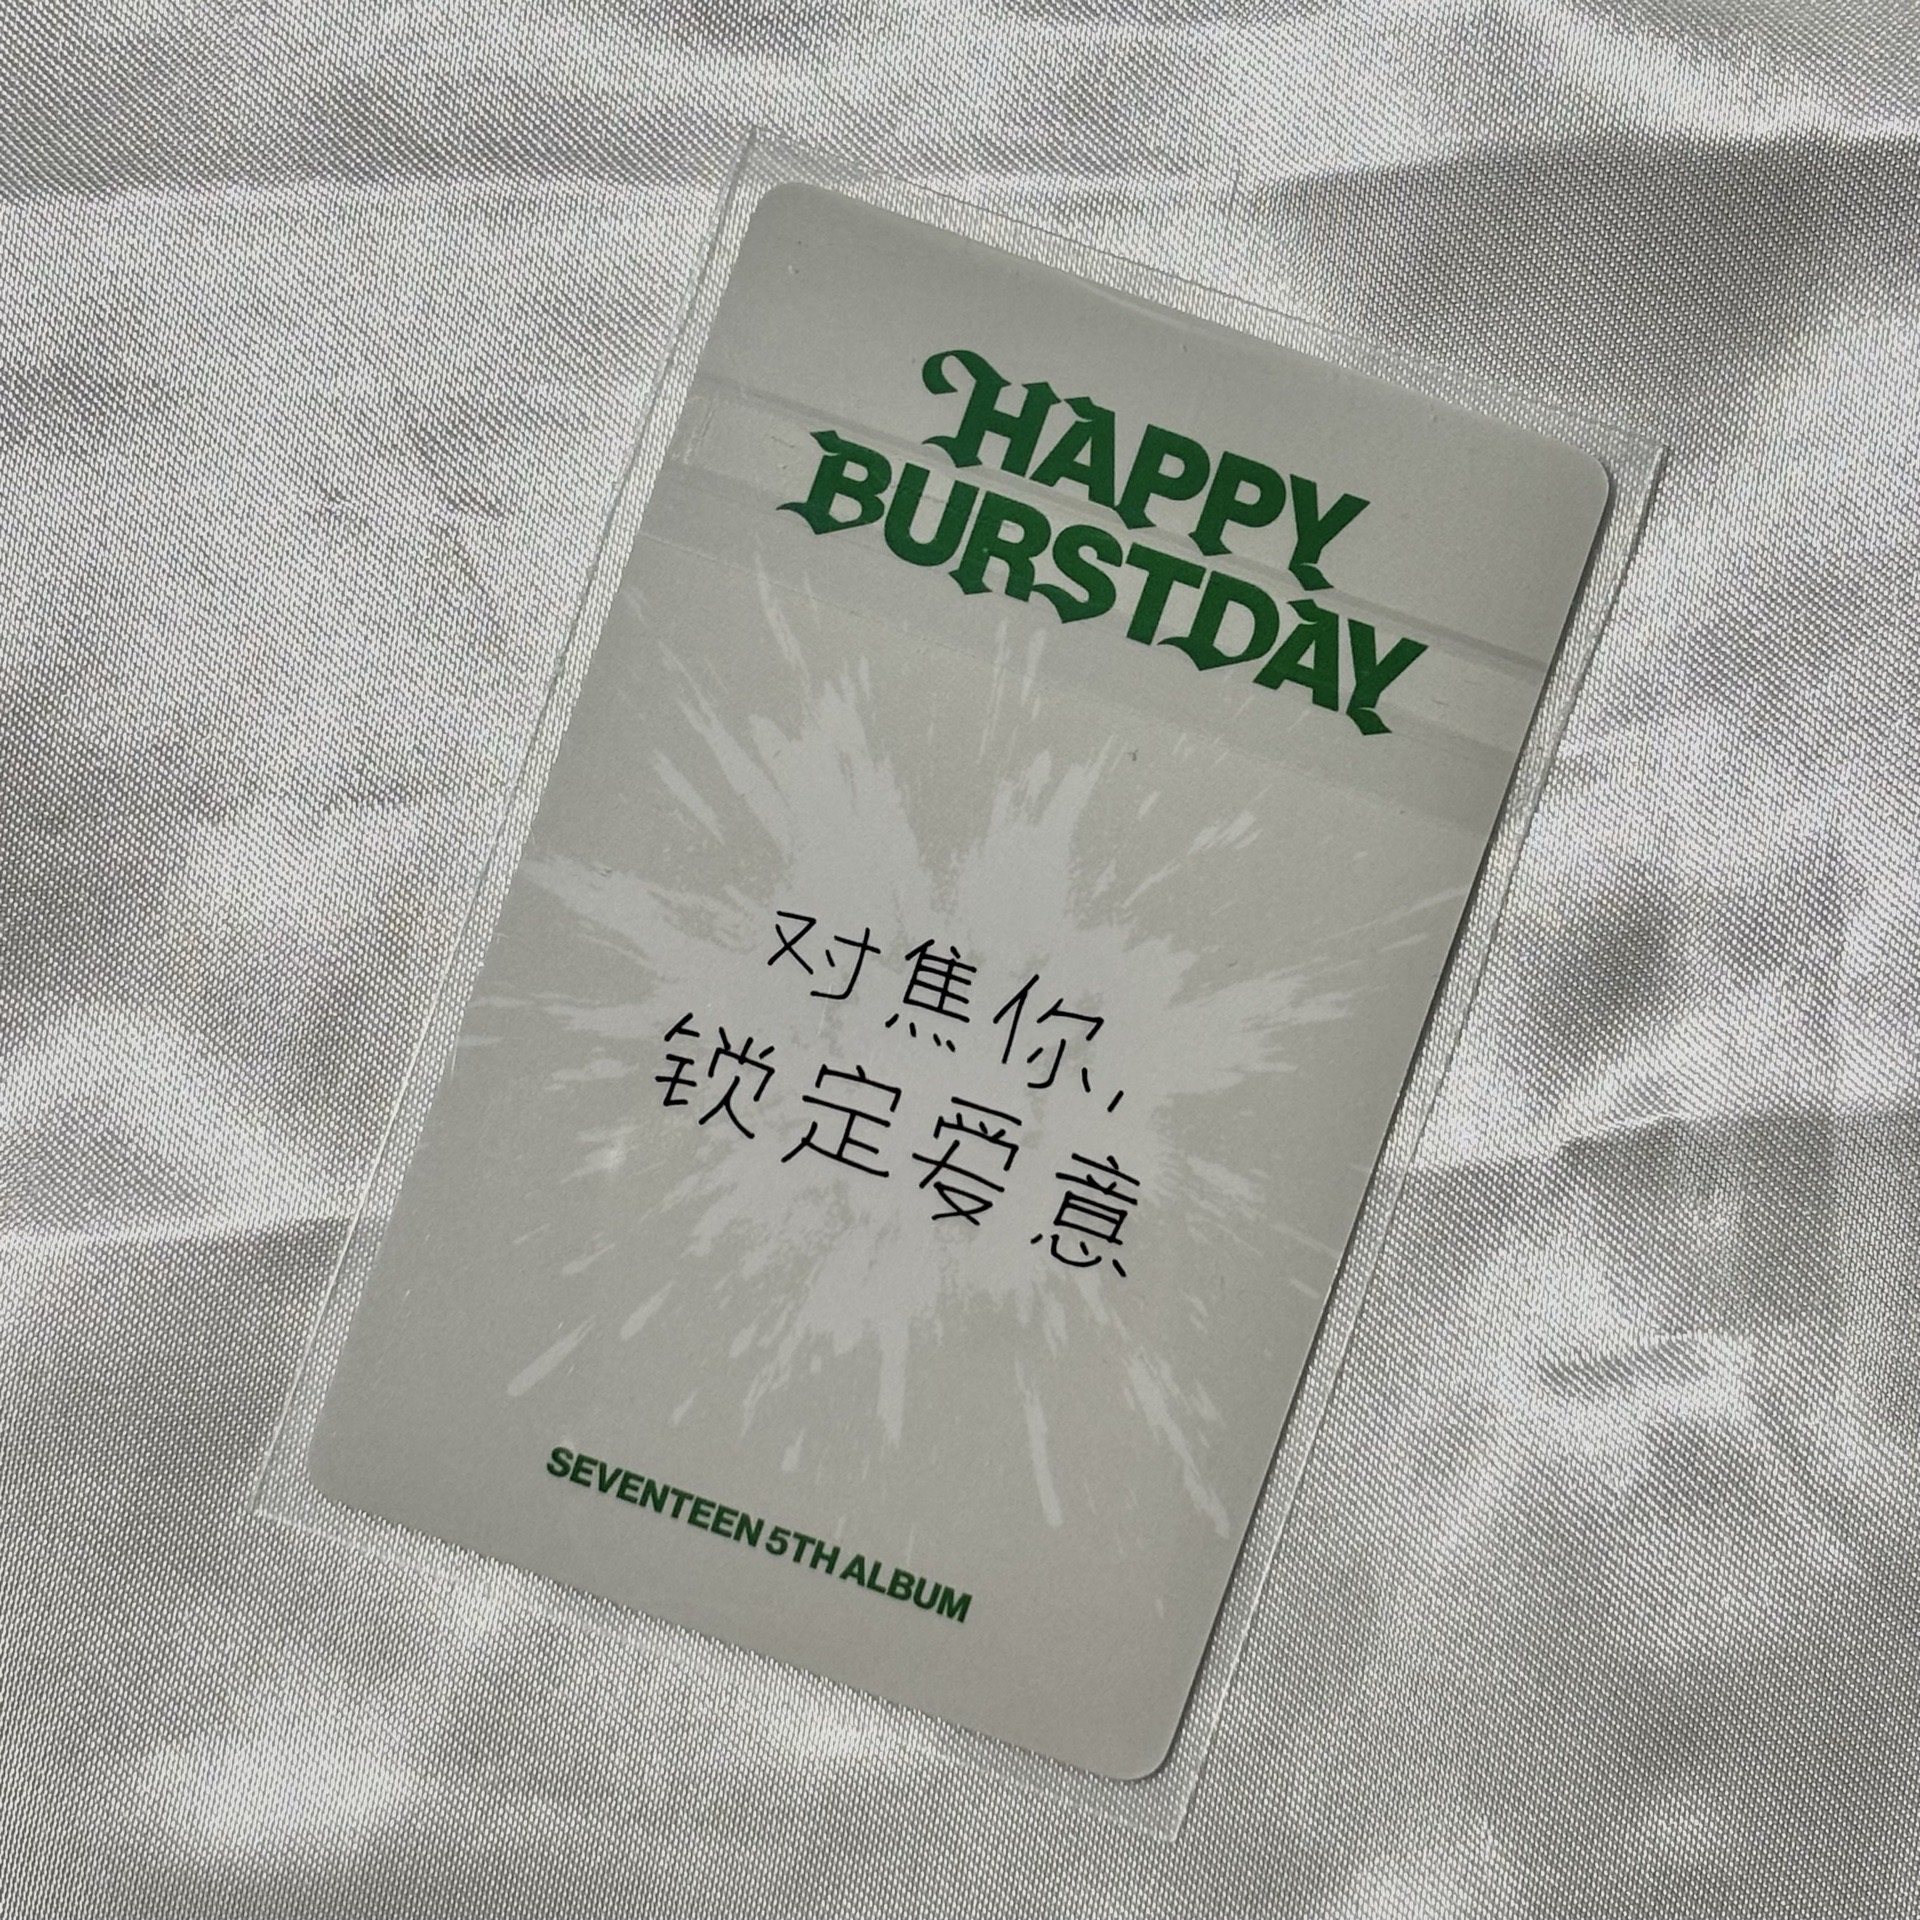 HAPPY
BURSTDAY
对焦你,
锁定爱意
SEVENTEEN 5TH ALBUM